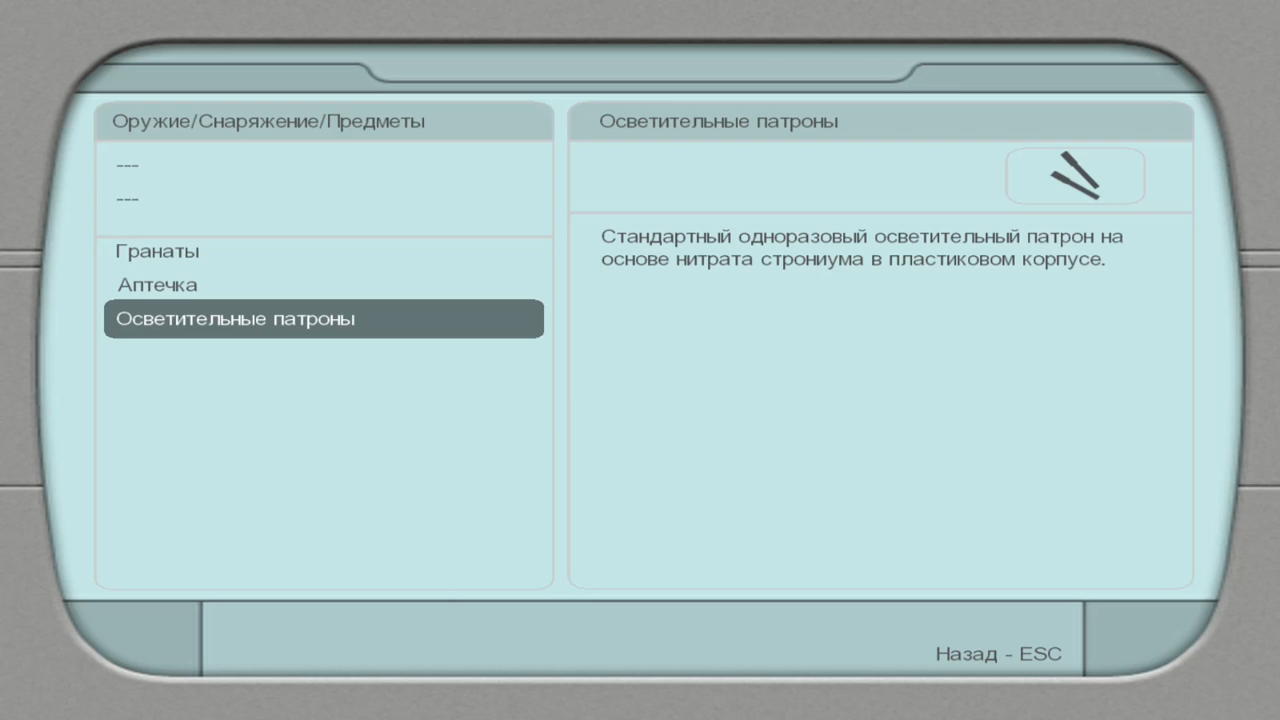 Оружие/Снаряжение/Предметы
---
---
Гранаты
Аптечка
Осветительные патроны
Осветительные патроны
Стандартный одноразовый осветительный патрон на
основе нитрата строниума в пластиковом корпусе.
Назад - ESC